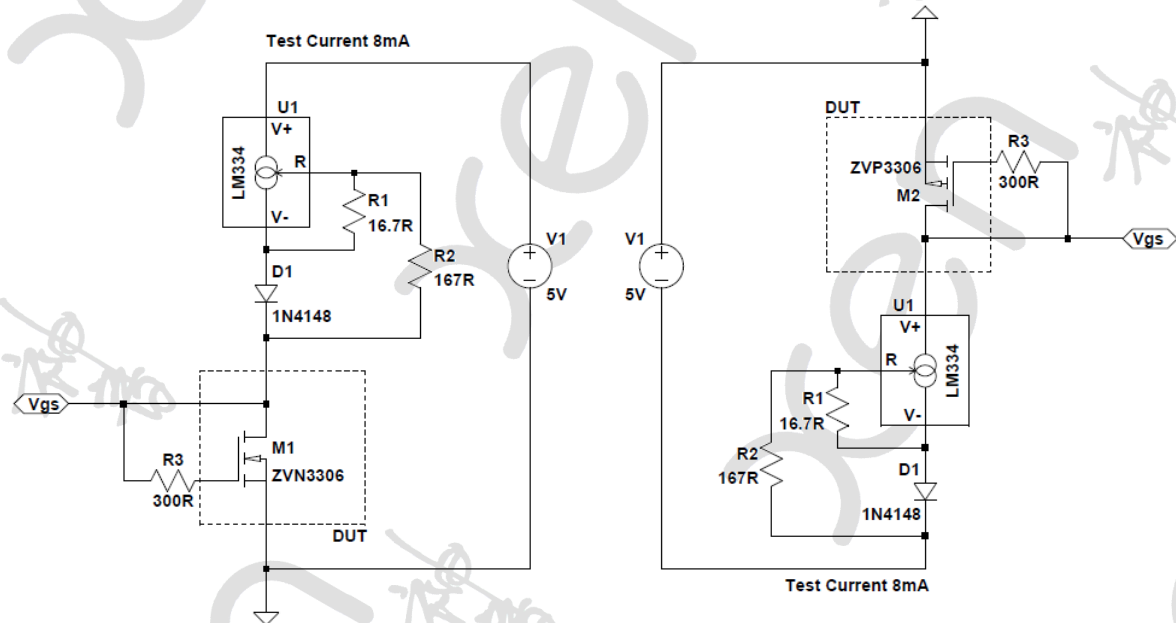 Test Current 8mA
U1
V+
LM334
R
V-
R1
16.7R
R2
167R
D1
1N4148
V1
5V
Vgs
R3
300R
M1
ZVN3306
DUT
DUT
ZVP3306
M2
R3
300R
Vgs
V1
5V
U1
V+
LM334
R
V-
R1
16.7R
R2
167R
D1
1N4148
Test Current 8mA
xen